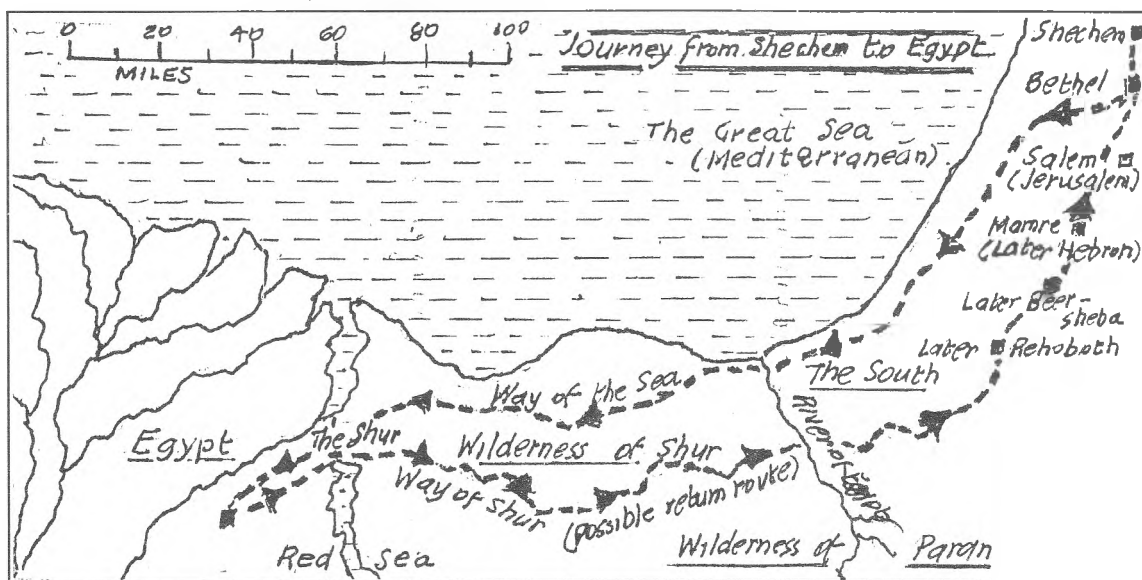 0 20 40 60 80 100
MILES
Journey from Shechem to Egypt
Shechem
Bethel
The Great Sea
(Mediterranean)
Salem
(Jerusalem)
Mamre
(Later Hebron)
Later Beer-
sheba
Later Rehoboth
The South
Way of the Sea
River of Egypt
Egypt
The Shur
Wilderness of Shur
Way of Shur
(possible return route)
Red Sea
Wilderness of Paran